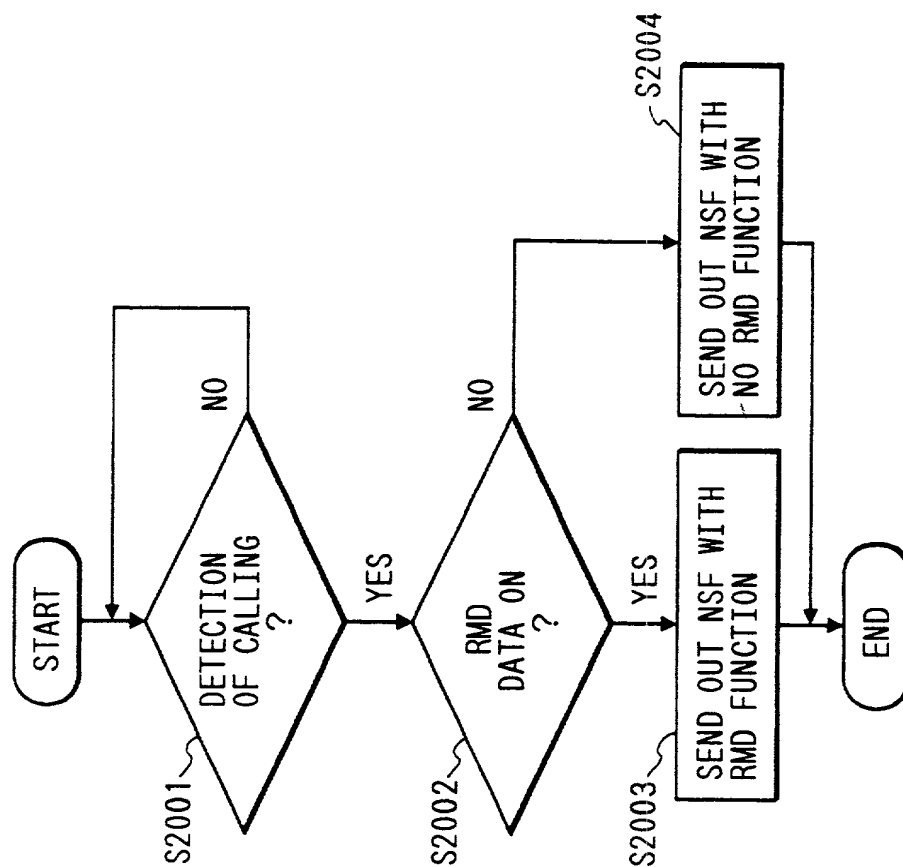 START
S2001
DETECTION
OF CALLING
?
NO
YES
S2002
RMD
DATA ON
?
NO
YES
S2003
SEND OUT NSF WITH
RMD FUNCTION
S2004
SEND OUT NSF WITH
NO RMD FUNCTION
END